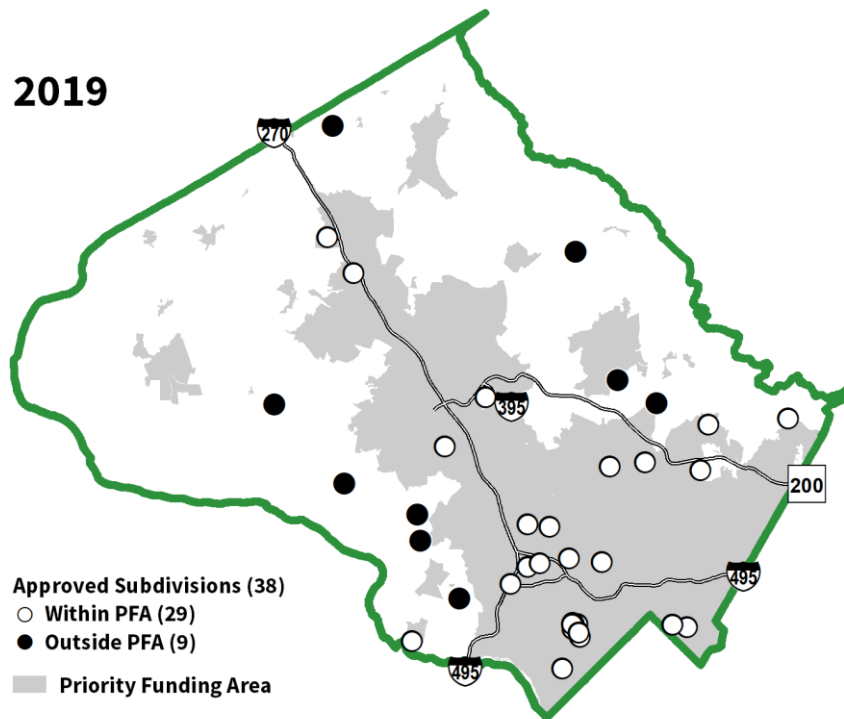 2019
270
395
200
495
Approved Subdivisions (38)
Within PFA (29)
Outside PFA (9)
495
Priority Funding Area